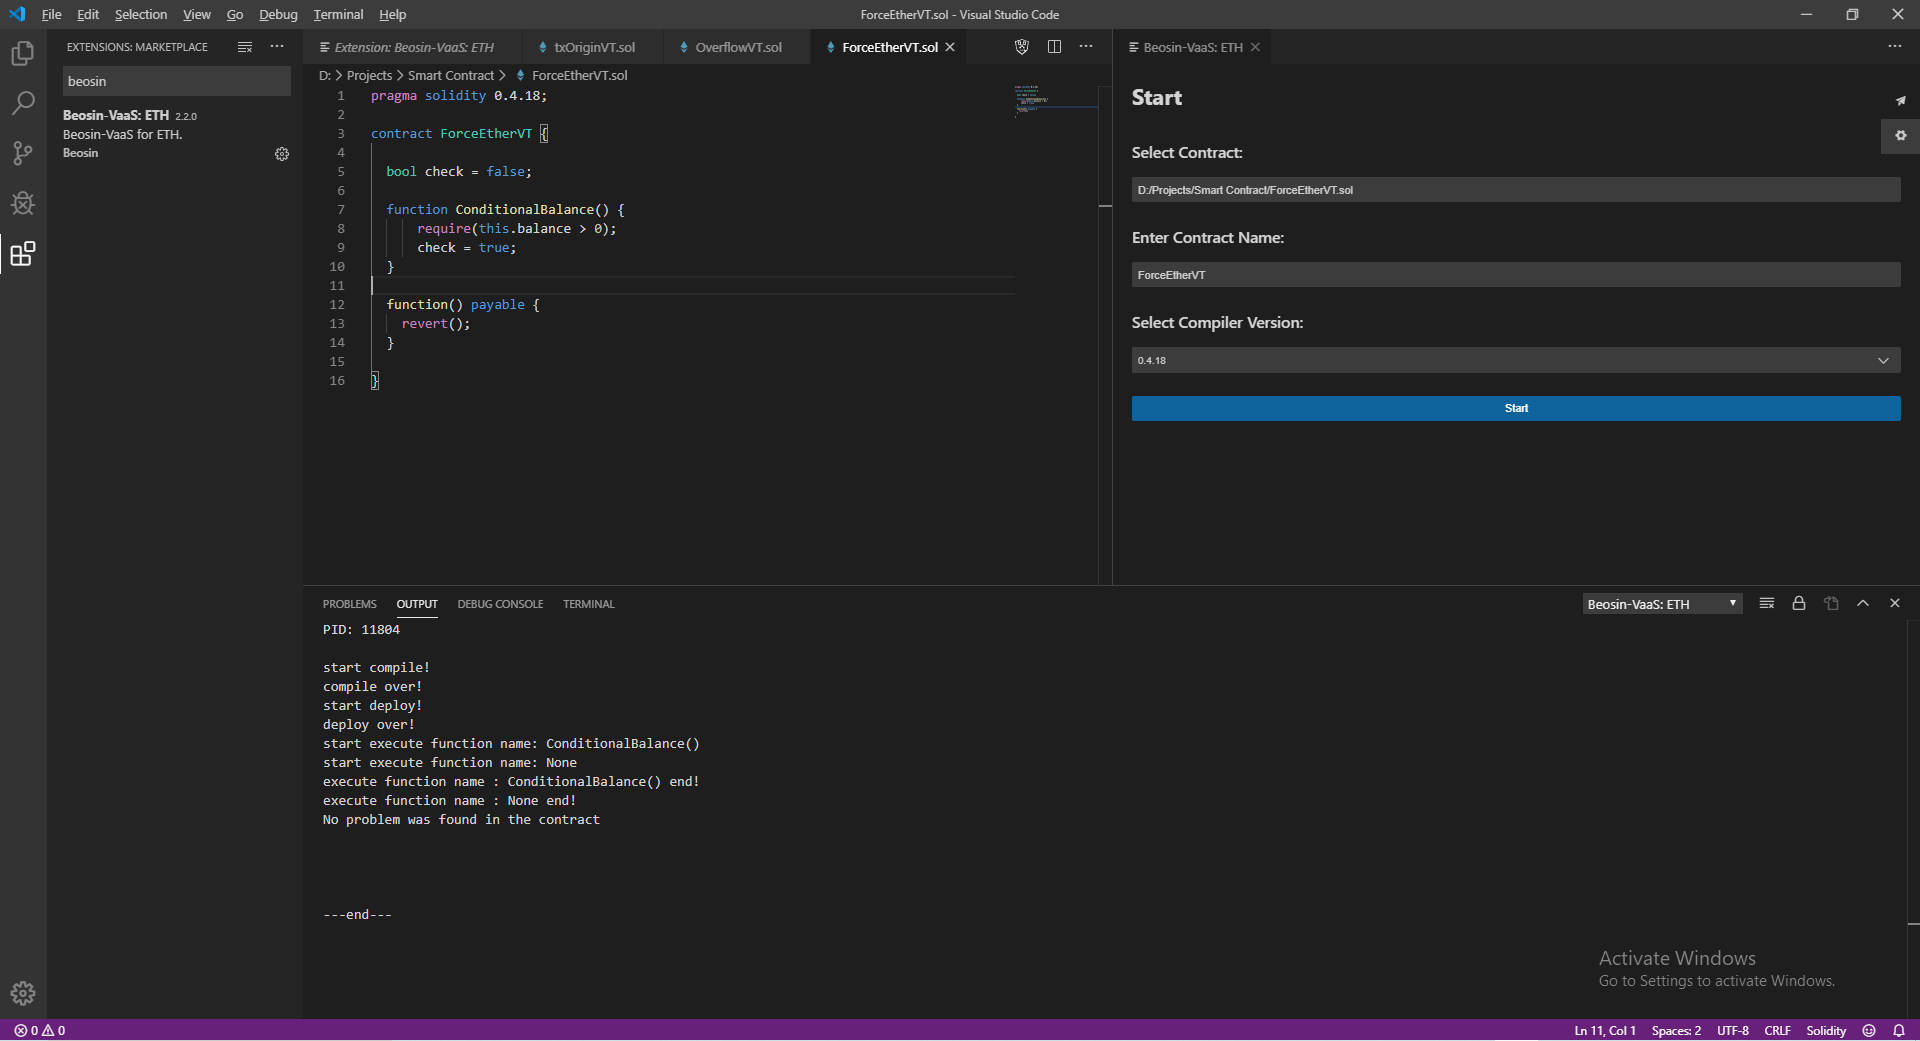 File Edit Selection View Go Debug Terminal Help
ForceEtherVT.sol - Visual Studio Code
EXTENSIONS: MARKETPLACE
beosin
Beosin-VaaS: ETH 2.2.0
Beosin-VaaS for ETH.
Beosin
Extension: Beosin-VaaS: ETH
txOriginVT.sol
OverflowVT.sol
ForceEtherVT.sol
D: > Projects > Smart Contract > ForceEtherVT.sol
1 pragma solidity 0.4.18;
2
3 contract ForceEtherVT {
4
5 bool check = false;
6
7 function ConditionalBalance() {
8 require(this.balance > 0);
9 check = true;
10 }
11
12 function() payable {
13 revert();
14 }
15
16 }
Beosin-VaaS: ETH
Start
Select Contract:
D:/Projects/Smart Contract/ForceEtherVT.sol
Enter Contract Name:
ForceEtherVT
Select Compiler Version:
0.4.18
Start
PROBLEMS OUTPUT DEBUG CONSOLE TERMINAL
Beosin-VaaS: ETH
PID: 11804
start compile!
compile over!
start deploy!
deploy over!
start execute function name: ConditionalBalance()
start execute function name: None
execute function name : ConditionalBalance() end!
execute function name : None end!
No problem was found in the contract
---end---
Activate Windows
Go to Settings to activate Windows.
0 0
Ln 11, Col 1 Spaces: 2 UTF-8 CRLF Solidity